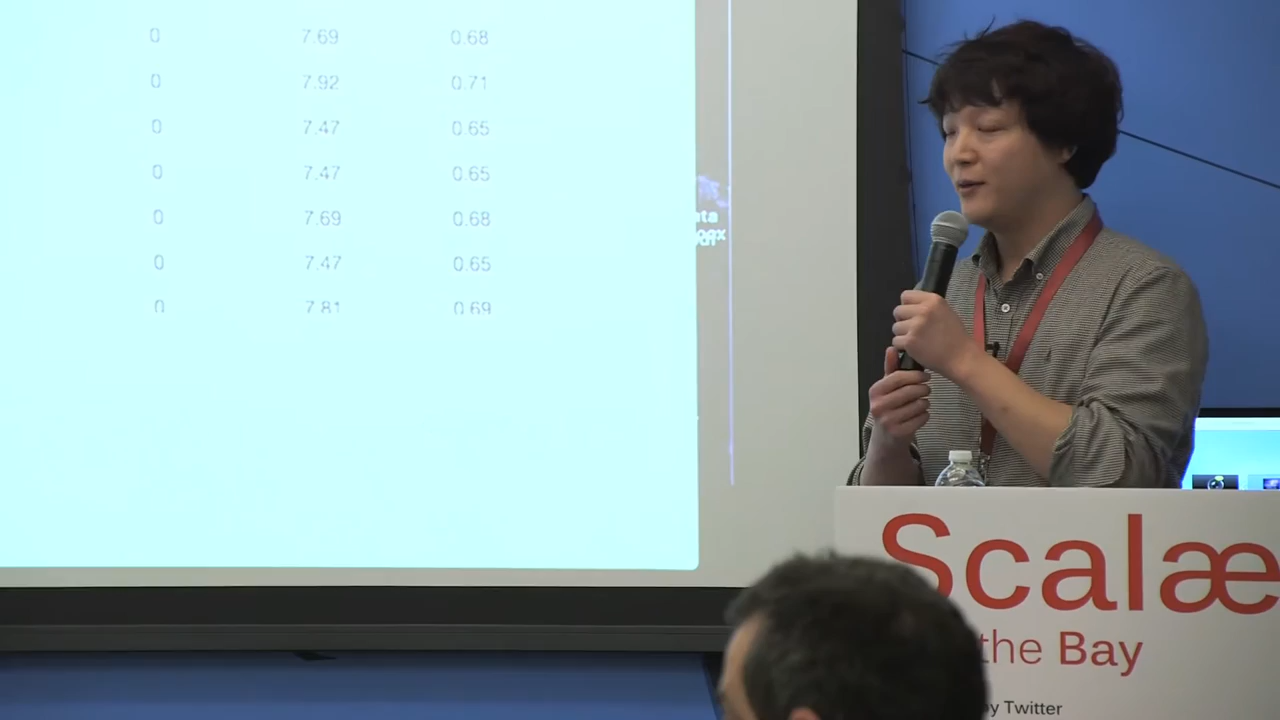 0 7.69 0.68
0 7.92 0.71
0 7.47 0.65
0 7.47 0.65
0 7.69 0.68
0 7.47 0.65
0 7.81 0.69
ata
Scalæ
the Bay
by Twitter